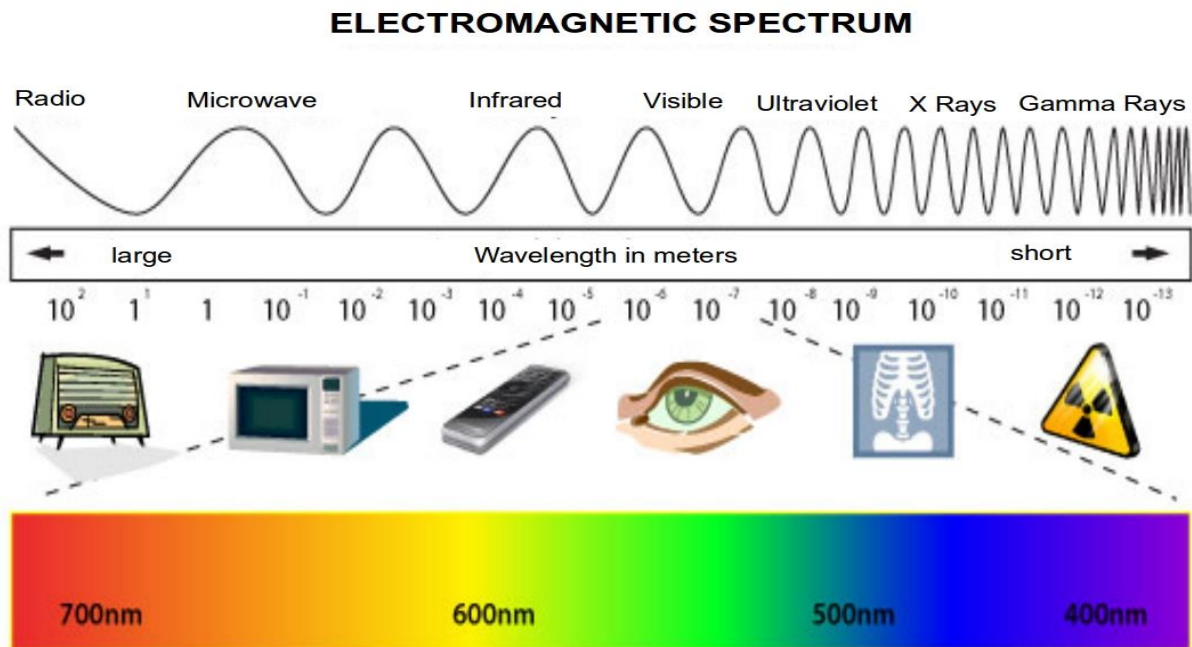 ELECTROMAGNETIC SPECTRUM
Radio Microwave Infrared Visible Ultraviolet X Rays Gamma Rays
large Wavelength in meters short
10² 1¹ 1 10⁻¹ 10⁻² 10⁻³ 10⁻⁴ 10⁻⁵ 10⁻⁶ 10⁻⁷ 10⁻⁸ 10⁻⁹ 10⁻¹⁰ 10⁻¹¹ 10⁻¹² 10⁻¹³
700nm 600nm 500nm 400nm